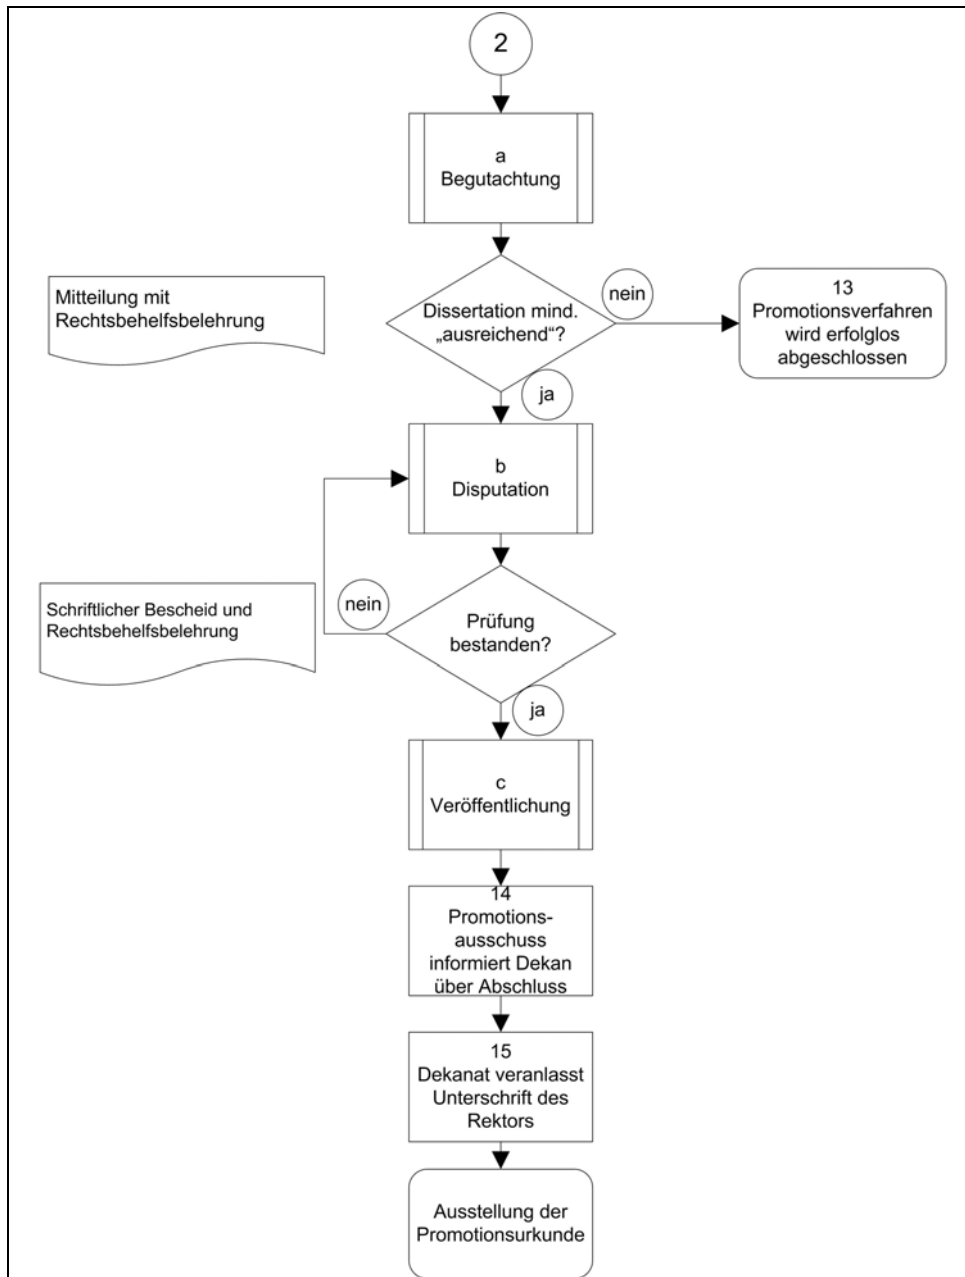 2
a
Begutachtung
Mitteilung mit
Rechtsbehelfsbelehrung
Dissertation mind.
„ausreichend“?
nein
13
Promotionsverfahren
wird erfolglos
abgeschlossen
ja
b
Disputation
Schriftlicher Bescheid und
Rechtsbehelfsbelehrung
nein
Prüfung
bestanden?
ja
c
Veröffentlichung
14
Promotions-
ausschuss
informiert Dekan
über Abschluss
15
Dekanat veranlasst
Unterschrift des
Rektors
Ausstellung der
Promotionsurkunde